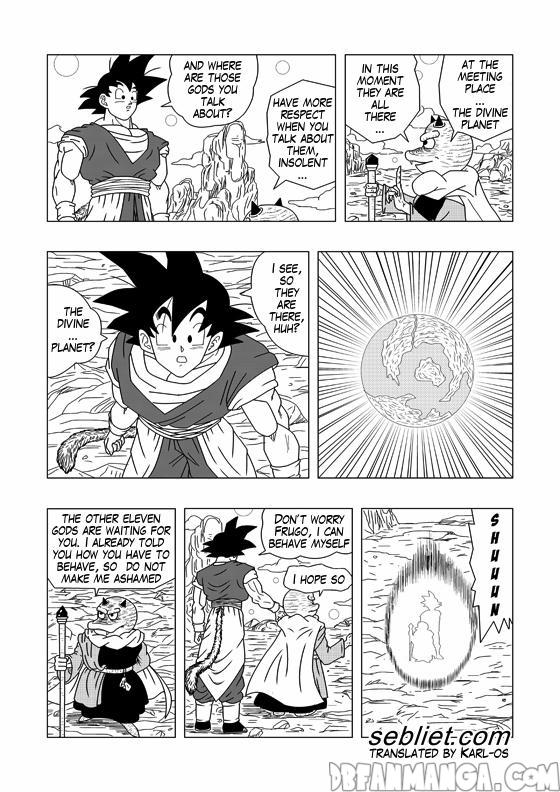 AND WHERE
ARE THOSE
GODS YOU
TALK
ABOUT?
HAVE MORE
RESPECT
WHEN YOU
TALK
ABOUT
THEM,
INSOLENT
...
IN THIS
MOMENT
THEY ARE
ALL
THERE
...
AT THE
MEETING
PLACE
...
THE DIVINE
PLANET
THE
DIVINE
...
PLANET?
I SEE,
SO
THEY
ARE
THERE,
HUH?
THE OTHER ELEVEN
GODS ARE WAITING FOR
YOU. I ALREADY TOLD
YOU HOW YOU HAVE TO
BEHAVE, SO DO NOT
MAKE ME ASHAMED
DON'T WORRY
FRUGO, I CAN
BEHAVE MYSELF
I HOPE SO
SHUUUN
sebliet.com
TRANSLATED BY KARL-OS
DBFANMANGA.COM